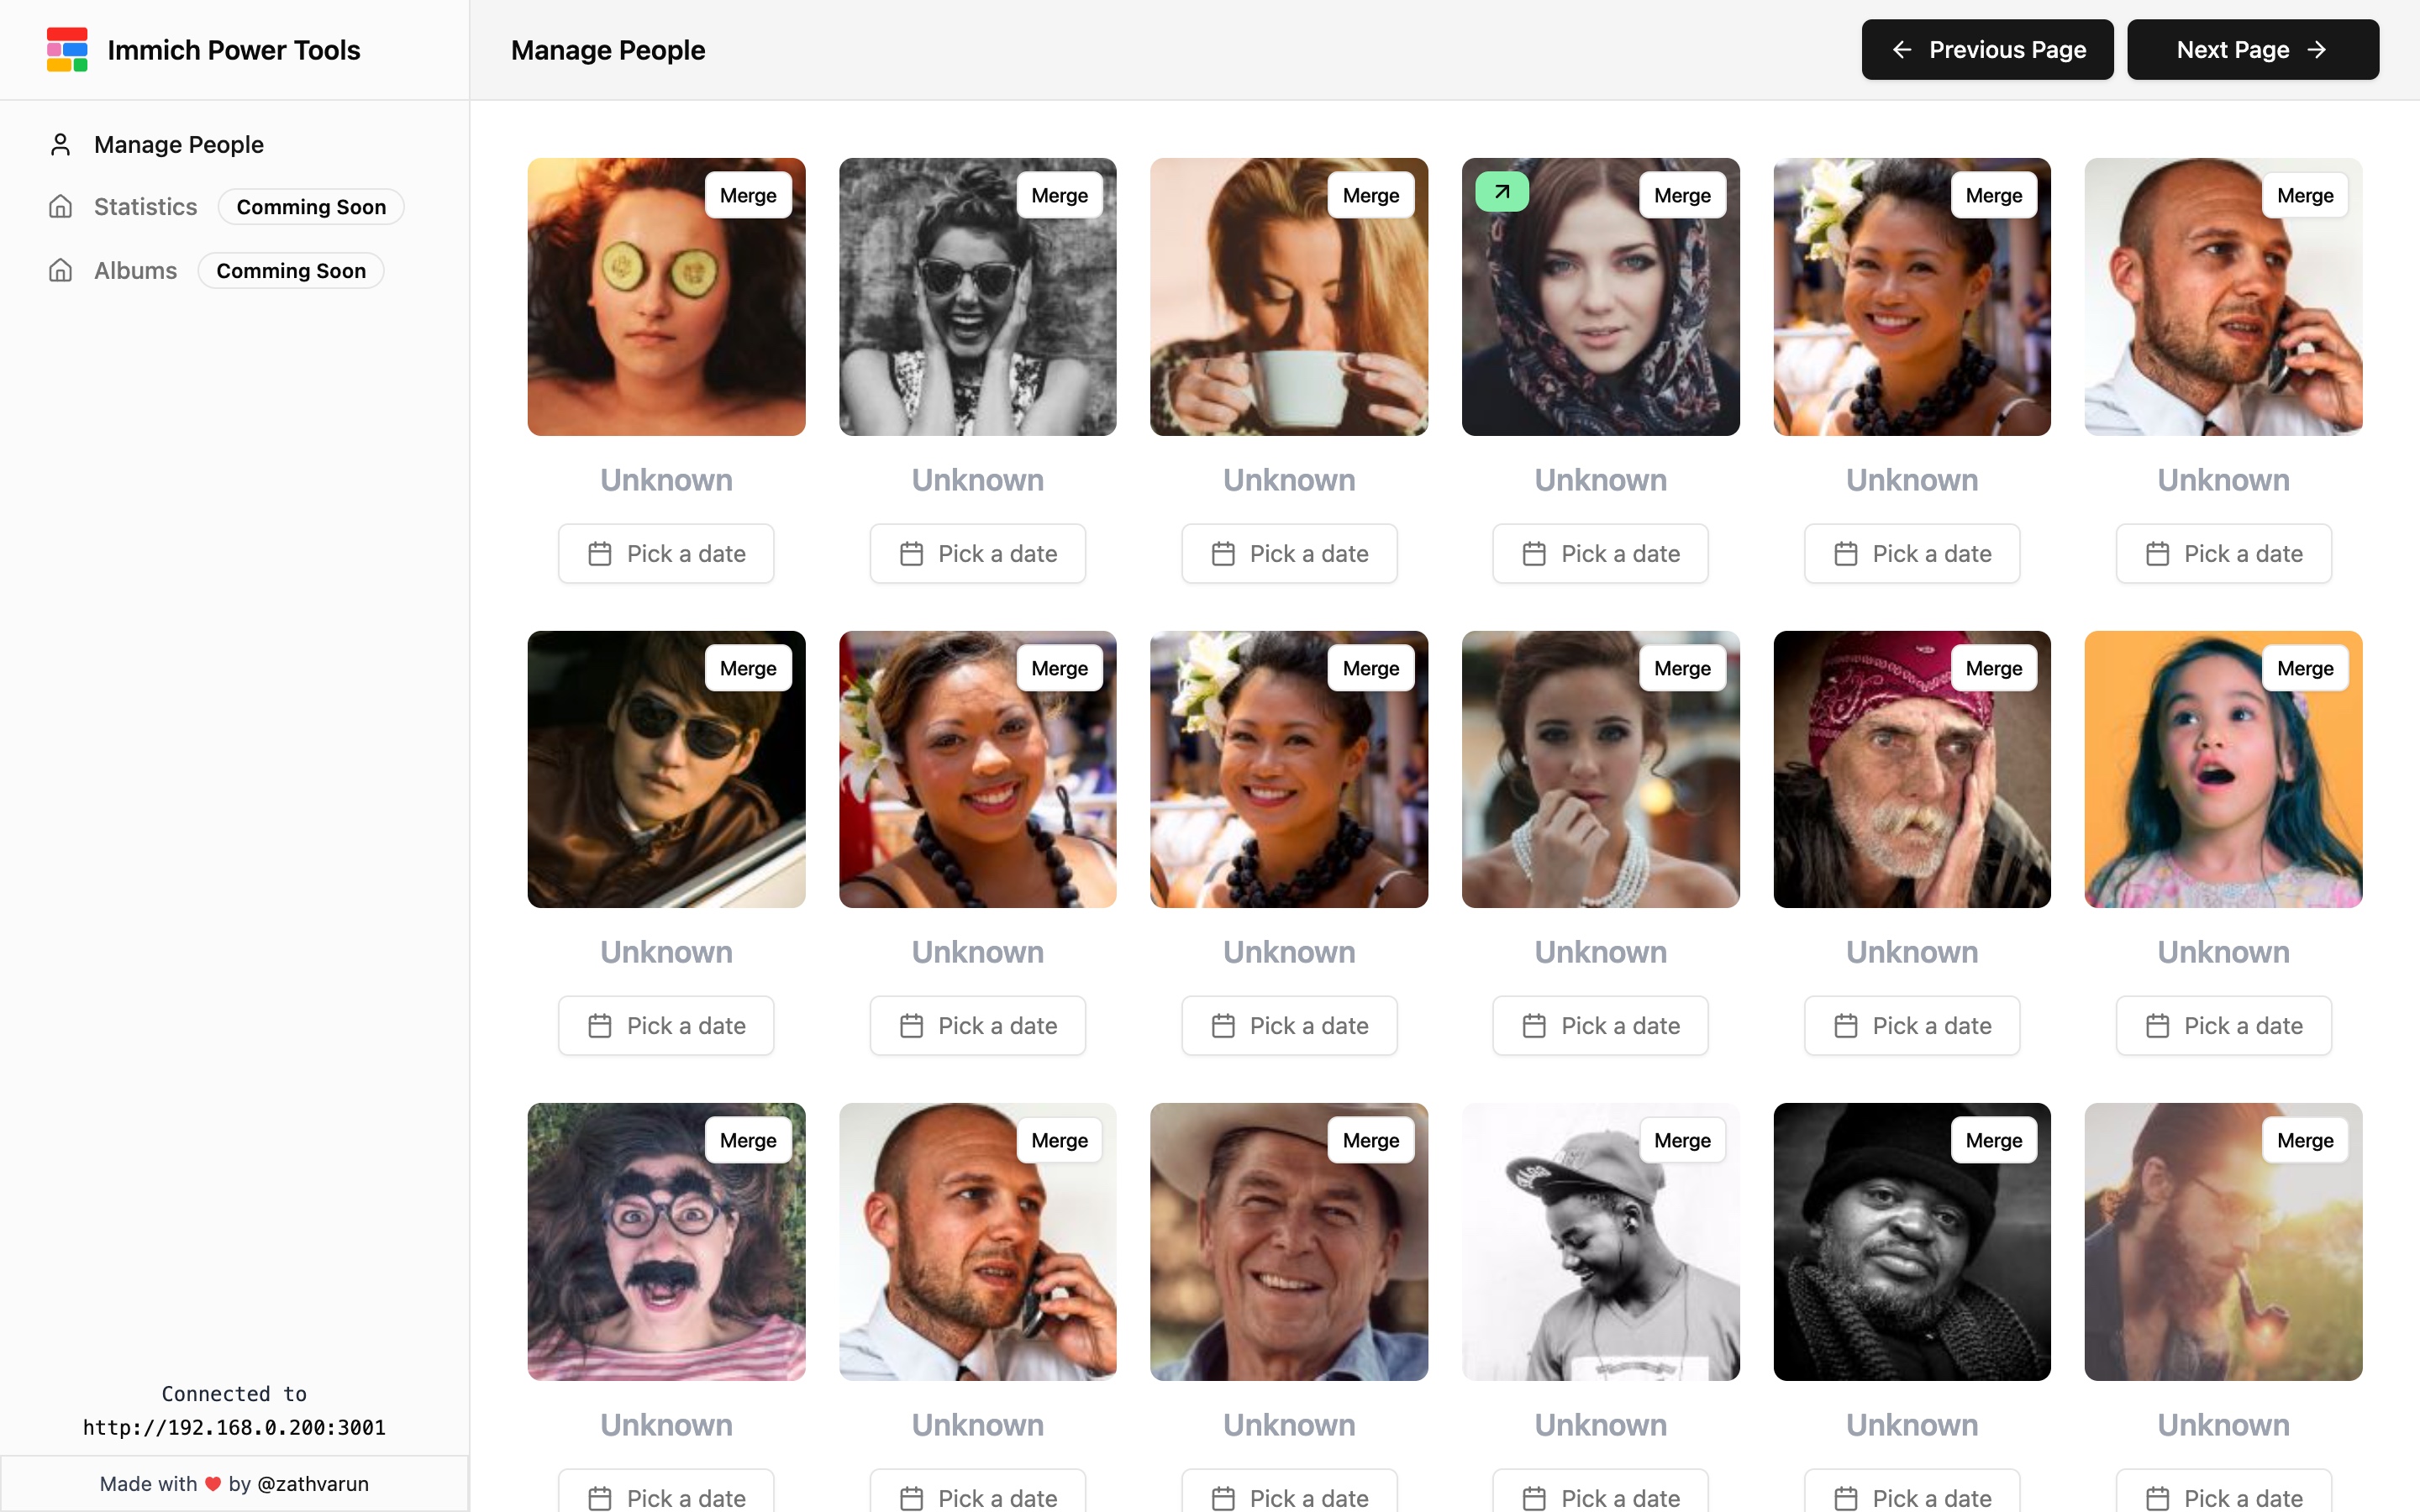 Immich Power Tools
Manage People
Previous Page
Next Page
Manage People
Statistics Comming Soon
Albums Comming Soon
Merge Merge Merge Merge Merge Merge
Unknown Unknown Unknown Unknown Unknown Unknown
Pick a date Pick a date Pick a date Pick a date Pick a date Pick a date
Merge Merge Merge Merge Merge Merge
Unknown Unknown Unknown Unknown Unknown Unknown
Pick a date Pick a date Pick a date Pick a date Pick a date Pick a date
Merge Merge Merge Merge Merge Merge
Unknown Unknown Unknown Unknown Unknown Unknown
Pick a date Pick a date Pick a date Pick a date Pick a date Pick a date
Connected to
http://192.168.0.200:3001
Made with ❤️ by @zathvarun